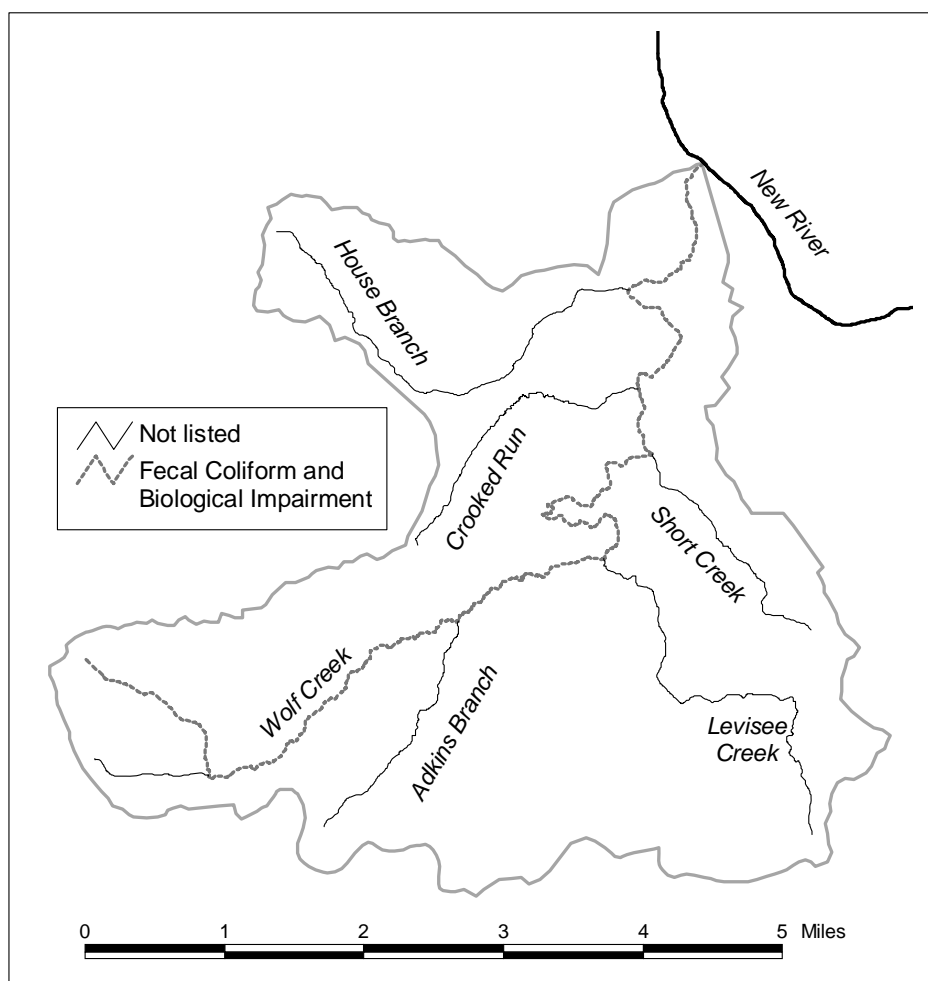 New River
House Branch
Not listed
Fecal Coliform and
Biological Impairment
Crooked Run
Short Creek
Wolf Creek
Adkins Branch
Levisee
Creek
0 1 2 3 4 5 Miles